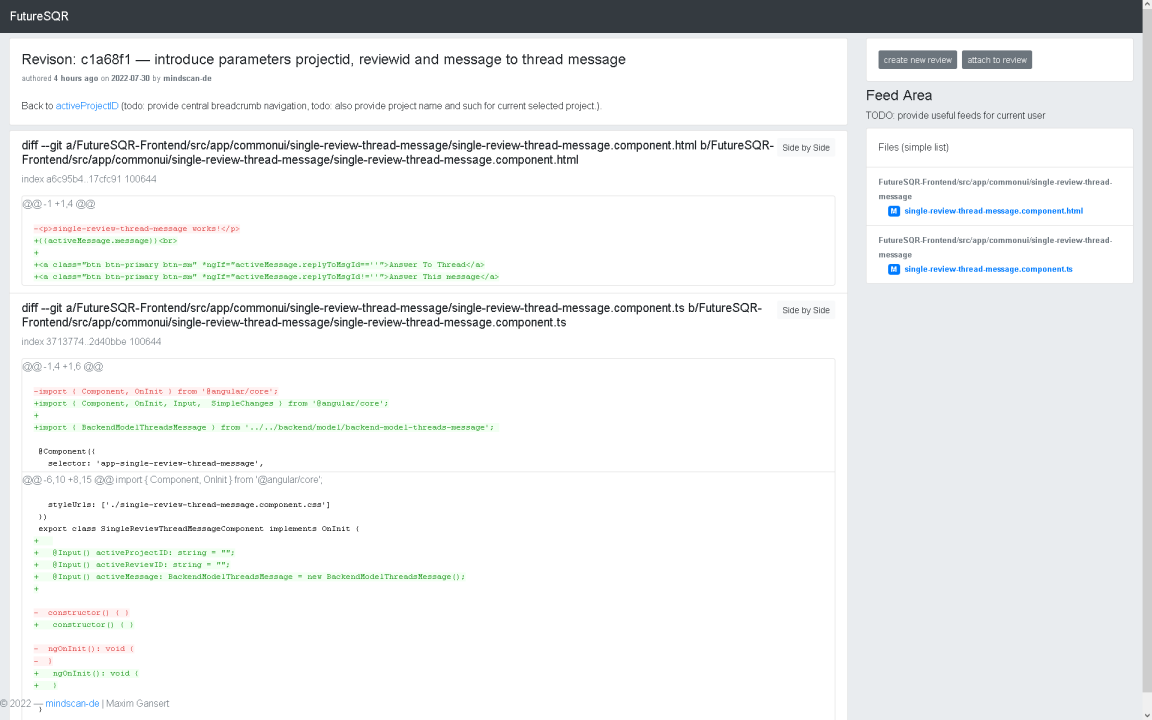 FutureSQR
Revison: c1a68f1 — introduce parameters projectid, reviewid and message to thread message
authored 4 hours ago on 2022-07-30 by mindscan-de
Back to activeProjectID (todo: provide central breadcrumb navigation, todo: also provide project name and such for current selected project.).
diff --git a/FutureSQR-Frontend/src/app/commonui/single-review-thread-message/single-review-thread-message.component.html b/FutureSQR-
Frontend/src/app/commonui/single-review-thread-message/single-review-thread-message.component.html
Side by Side
index a6c95b4..17cfc91 100644
@@ -1 +1,4 @@
-<p>single-review-thread-message works!</p>
+{{activeMessage.message}}<br>
+
+<a class="btn btn-primary btn-sm" *ngIf="activeMessage.replyToMsgId==''">Answer To Thread</a>
+<a class="btn btn-primary btn-sm" *ngIf="activeMessage.replyToMsgId!=''">Answer This message</a>
diff --git a/FutureSQR-Frontend/src/app/commonui/single-review-thread-message/single-review-thread-message.component.ts b/FutureSQR-
Frontend/src/app/commonui/single-review-thread-message/single-review-thread-message.component.ts
Side by Side
index 3713774..2d40bbe 100644
@@ -1,4 +1,6 @@
-import { Component, OnInit } from '@angular/core';
+import { Component, OnInit, Input,  SimpleChanges } from '@angular/core';
+
+import { BackendModelThreadsMessage } from '../../backend/model/backend-model-threads-message';
@Component({
selector: 'app-single-review-thread-message',
@@ -6,10 +8,15 @@ import { Component, OnInit } from '@angular/core';
styleUrls: ['./single-review-thread-message.component.css']
})
export class SingleReviewThreadMessageComponent implements OnInit {
+
+   @Input() activeProjectID: string = "";
+   @Input() activeReviewID: string = "";
+   @Input() activeMessage: BackendModelThreadsMessage = new BackendModelThreadsMessage();
+
-  constructor() { }
+   constructor() { }
-  ngOnInit(): void {
-  }
+   ngOnInit(): void {
+   }
}
© 2022 — mindscan-de | Maxim Gansert
create new review
attach to review
Feed Area
TODO: provide useful feeds for current user
Files (simple list)
FutureSQR-Frontend/src/app/commonui/single-review-thread-
message
M single-review-thread-message.component.html
FutureSQR-Frontend/src/app/commonui/single-review-thread-
message
M single-review-thread-message.component.ts